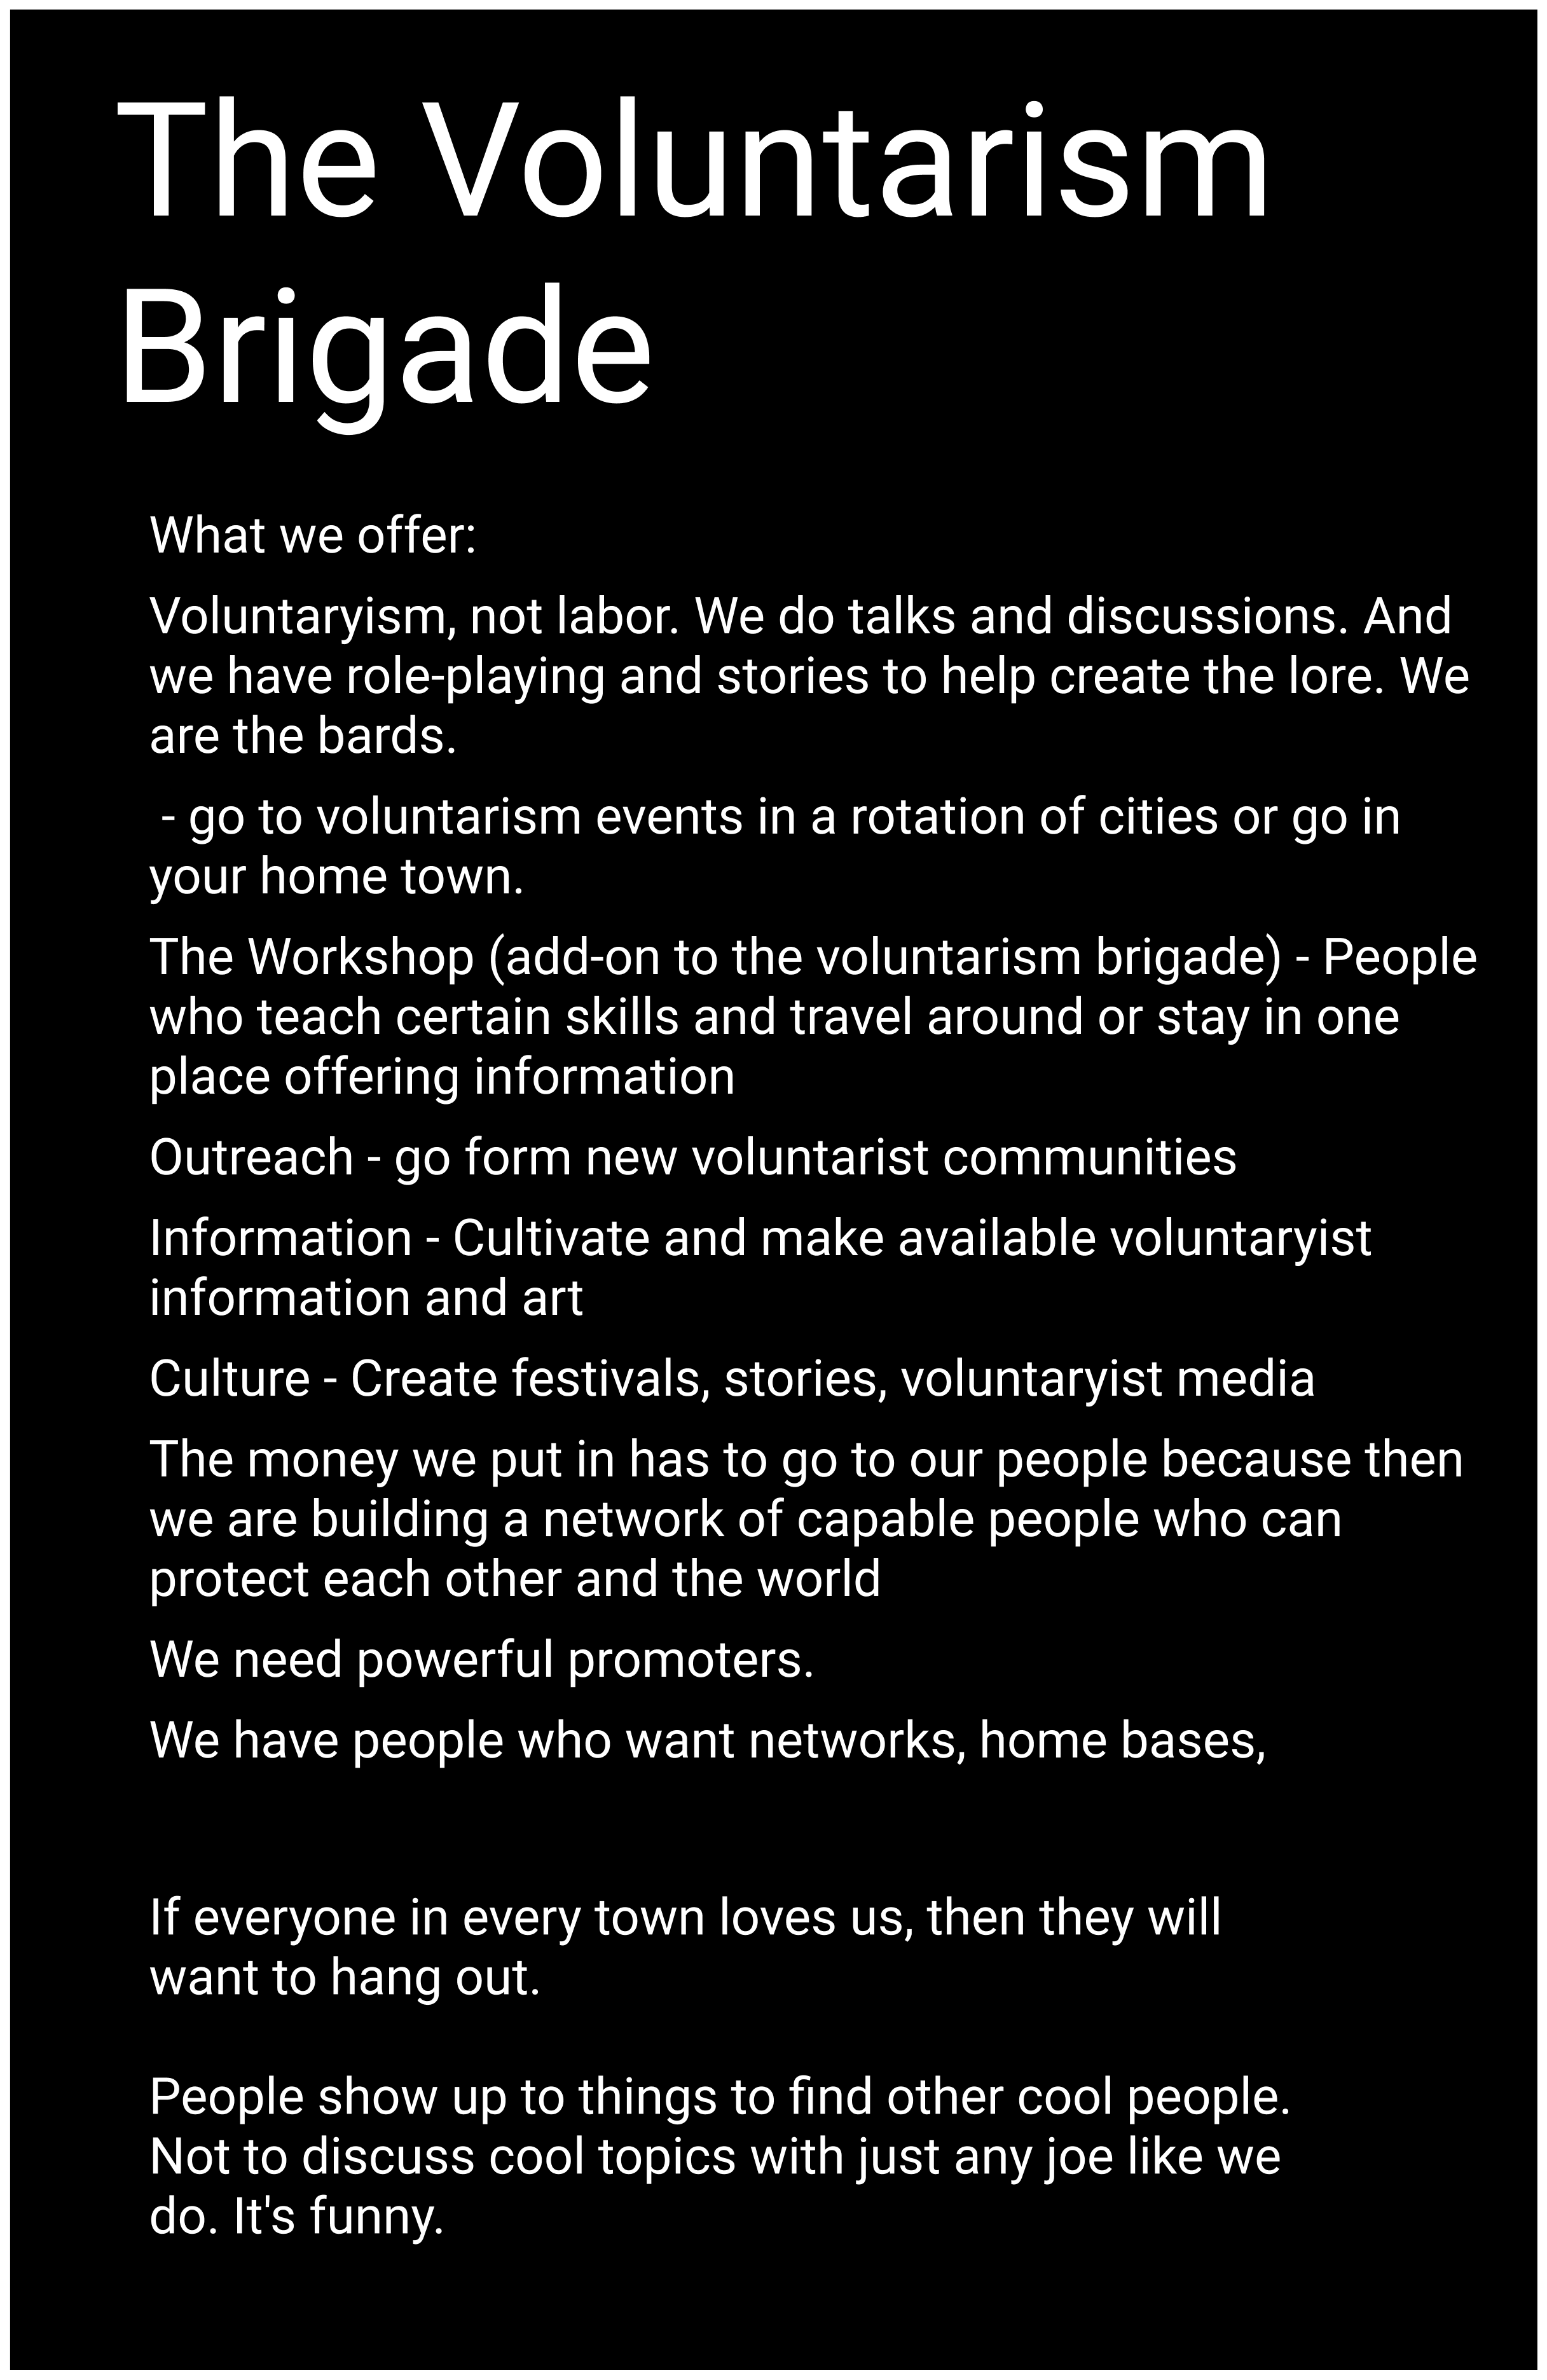 The Voluntarism
Brigade
What we offer:
Voluntaryism, not labor. We do talks and discussions. And
we have role-playing and stories to help create the lore. We
are the bards.
- go to voluntarism events in a rotation of cities or go in
your home town.
The Workshop (add-on to the voluntarism brigade) - People
who teach certain skills and travel around or stay in one
place offering information
Outreach - go form new voluntarist communities
Information - Cultivate and make available voluntaryist
information and art
Culture - Create festivals, stories, voluntaryist media
The money we put in has to go to our people because then
we are building a network of capable people who can
protect each other and the world
We need powerful promoters.
We have people who want networks, home bases,
If everyone in every town loves us, then they will
want to hang out.
People show up to things to find other cool people.
Not to discuss cool topics with just any joe like we
do. It's funny.